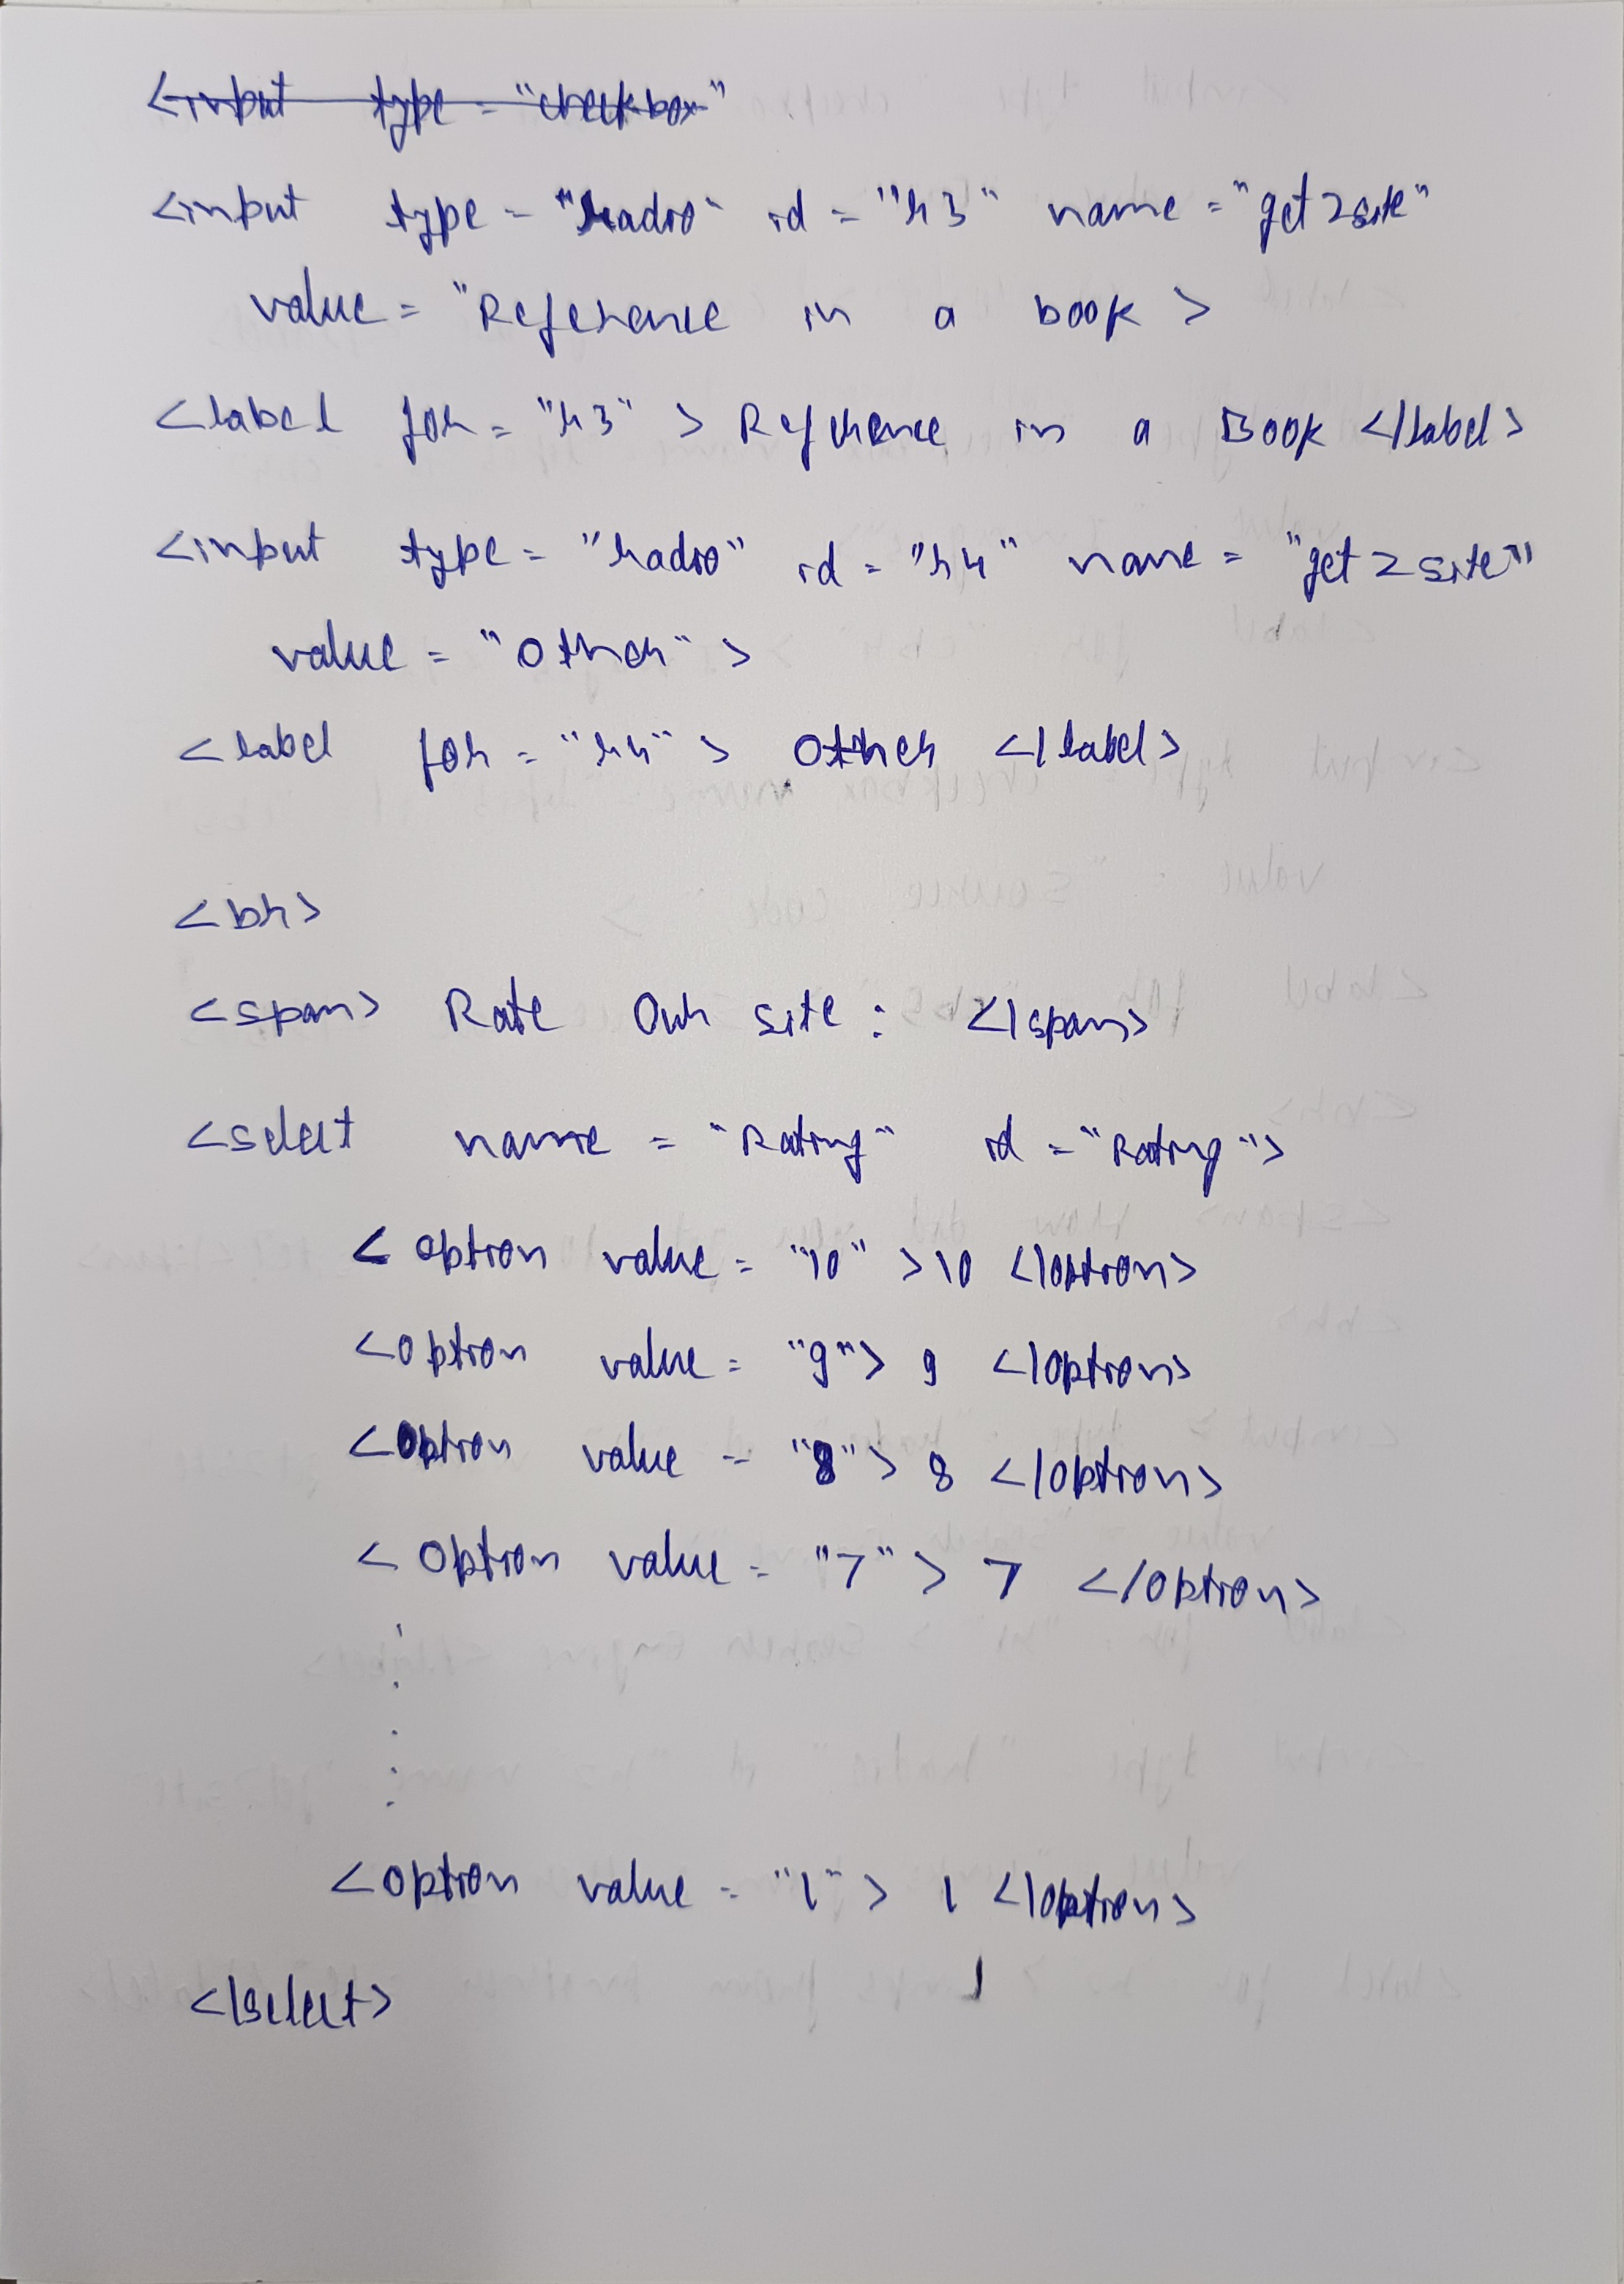 <input type = "radio" id = "r3" name = "get2site"
value = "Reference in a book >
<label for = "r3" > Reference in a Book </label>
<input type = "radio" id = "r4" name = "get2site"
value = "Other" >
<label for = "r4" > Other </label>
<br>
<span> Rate Our site : </span>
<select name = "Rating" id = "Rating">
<option value = "10" >10 </option>
<option value = "9"> 9 </option>
<option value = "8"> 8 </option>
<option value = "7" > 7 </option>
<option value = "1" > 1 </option>
</select>